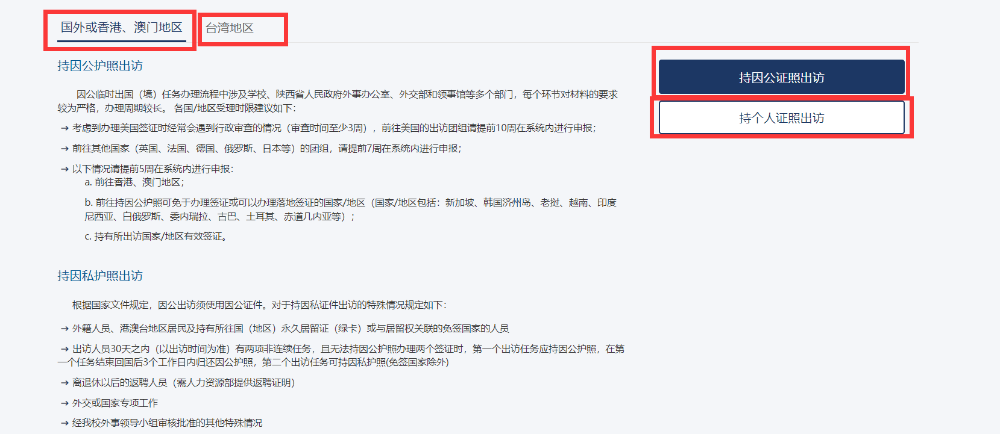 国外或香港、澳门地区
台湾地区
持因公护照出访
持因公证照出访
持个人证照出访
因公临时出国（境）任务办理流程中涉及学校、陕西省人民政府外事办公室、外交部和领事馆等多个部门，每个环节对材料的要求
较为严格，办理周期较长。 各国/地区受理时限建议如下：
→ 考虑到办理美国签证时经常会遇到行政审查的情况（审查时间至少3周），前往美国的出访团组请提前10周在系统内进行申报；
→ 前往其他国家（英国、法国、德国、俄罗斯、日本等）的团组，请提前7周在系统内进行申报；
→ 以下情况请提前5周在系统内进行申报：
a. 前往香港、澳门地区；
b. 前往持因公护照可免于办理签证或可以办理落地签证的国家/地区（国家/地区包括：新加坡、韩国济州岛、老挝、越南、印度
尼西亚、白俄罗斯、委内瑞拉、古巴、土耳其、赤道几内亚等）；
c. 持有所出访国家/地区有效签证。
持因私护照出访
根据国家文件规定，因公出访须使用因公证件。对于持因私证件出访的特殊情况规定如下：
→ 外籍人员、港澳台地区居民及持有所往国（地区）永久居留证（绿卡）或与居留权关联的免签国家的人员
→ 出访人员30天之内（以出访时间为准）有两项非连续任务，且无法持因公护照办理两个签证时，第一个出访任务应持因公护照，在第
一个任务结束回国后3个工作日内归还因公护照，第二个出访任务可持因私护照(免签国家除外)
→ 离退休以后的返聘人员（需人力资源部提供返聘证明）
→ 外交或国家专项工作
→ 经我校外事领导小组审核批准的其他特殊情况